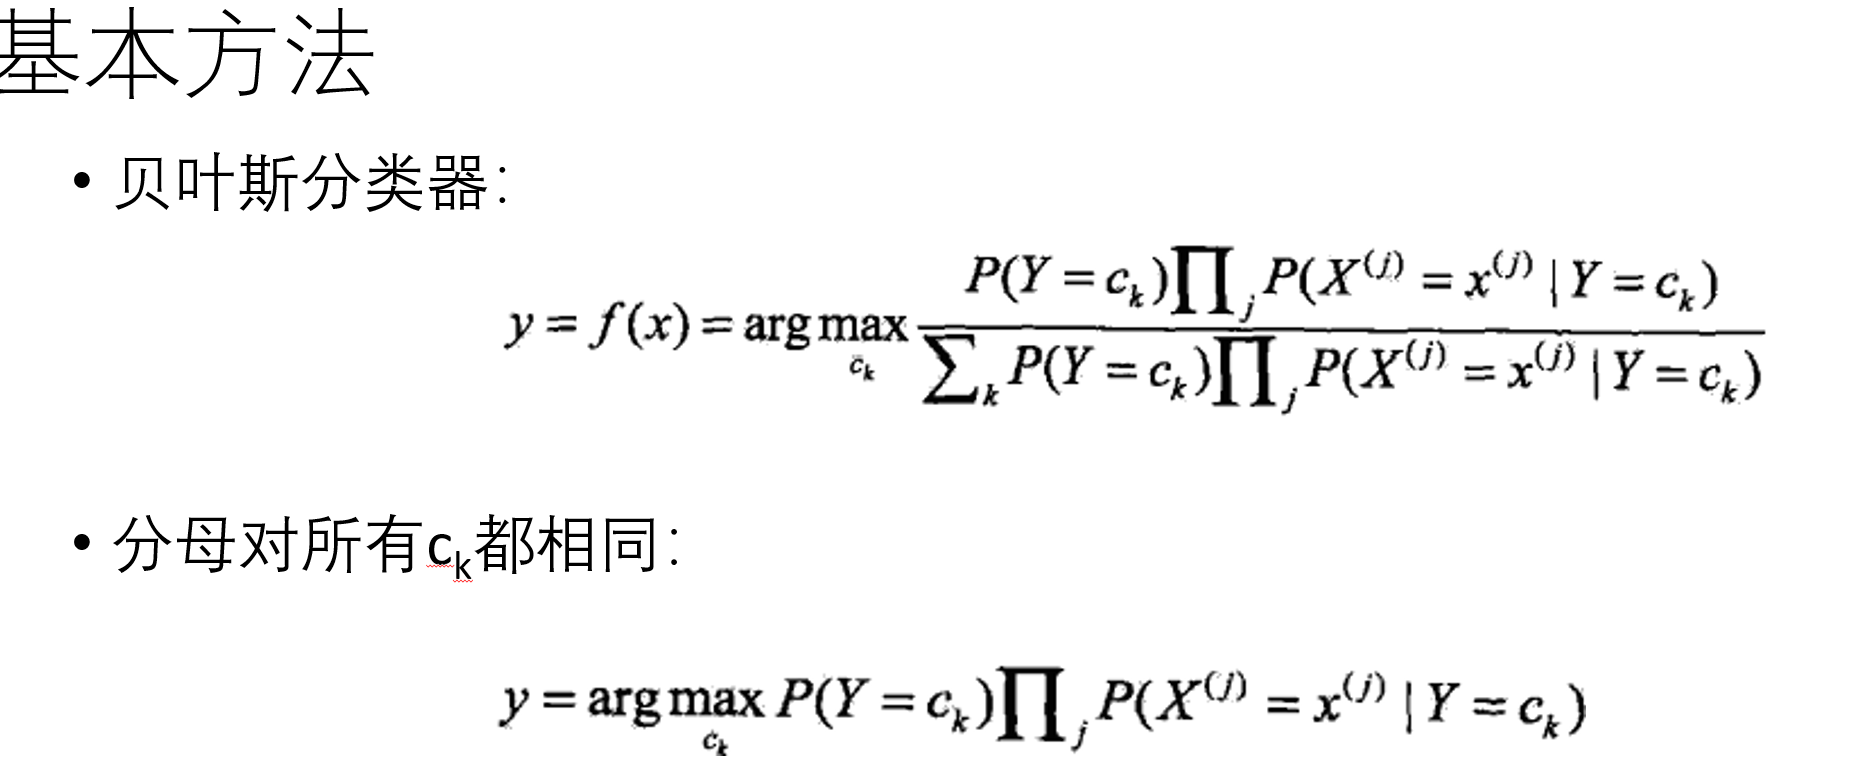 基本方法
• 贝叶斯分类器：
y = f(x) = arg max_{c_k} \frac{P(Y = c_k)∏_j P(X^{(j)} = x^{(j)} | Y = c_k)}{∑_k P(Y = c_k)∏_j P(X^{(j)} = x^{(j)} | Y = c_k)}
• 分母对所有c_k都相同：
y = arg max_{c_k} P(Y = c_k)∏_j P(X^{(j)} = x^{(j)} | Y = c_k)